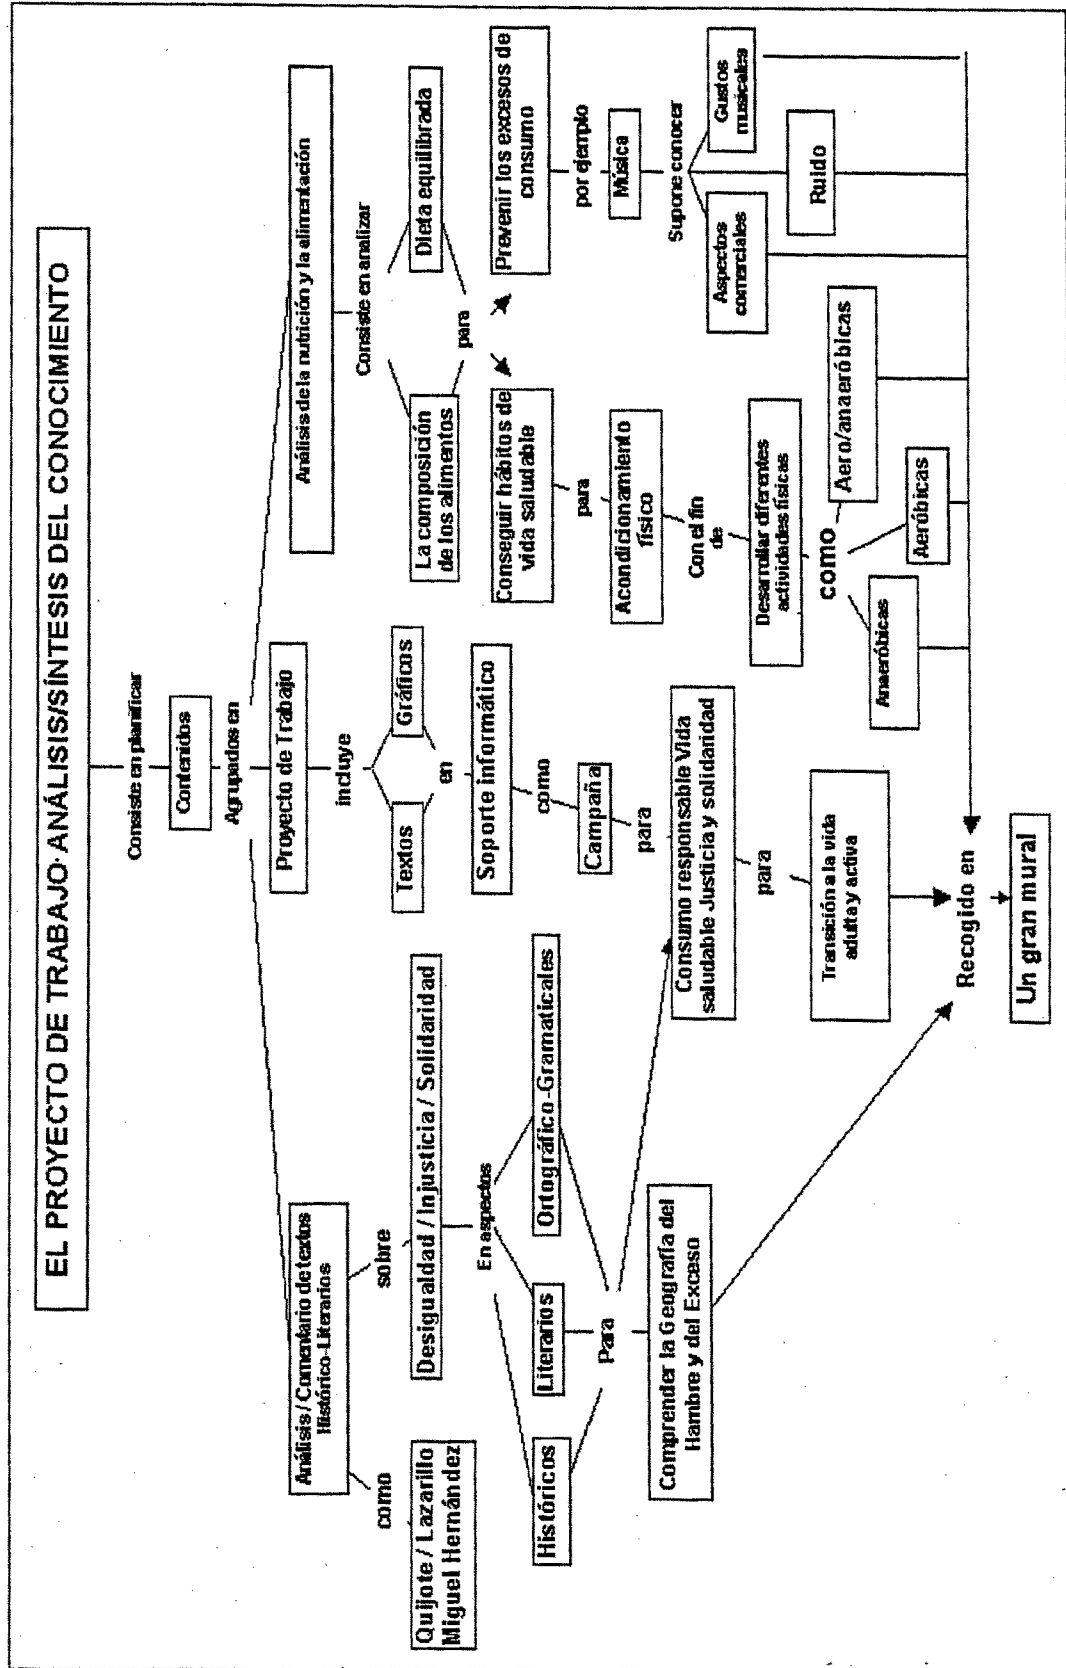 EL PROYECTO DE TRABAJO: ANÁLISIS/SÍNTESIS DEL CONOCIMIENTO
Consiste en planificar
Contenidos
Agrupados en
Análisis / Comentario de textos
Histórico-Literarios
Proyecto de Trabajo
Análisis de la nutrición y la alimentación
como
sobre
incluye
Consiste en analizar
Quijote / Lazarillo
Miguel Hernández
Desigualdad / Injusticia / Solidaridad
Textos
Gráficos
La composición
de los alimentos
Dieta equilibrada
En aspectos
en
para
Soporte informático
Conseguir hábitos de
vida saludable
Prevenir los excesos de
consumo
Históricos
Literarios
Ortográfico-Gramaticales
como
para
por ejemplo
Campaña
Acondicionamiento
físico
Música
Para
para
Con el fin
de
Supone conocer
Comprender la Geografía del
Hambre y del Exceso
Consumo responsable Vida
saludable Justicia y solidaridad
Desarrollar diferentes
actividades físicas
Aspectos
comerciales
Ruido
Gustos
musicales
para
como
Transición a la vida
adulta y activa
Anaeróbicas
Aeróbicas
Aero/anaeróbicas
Recogido en
Un gran mural